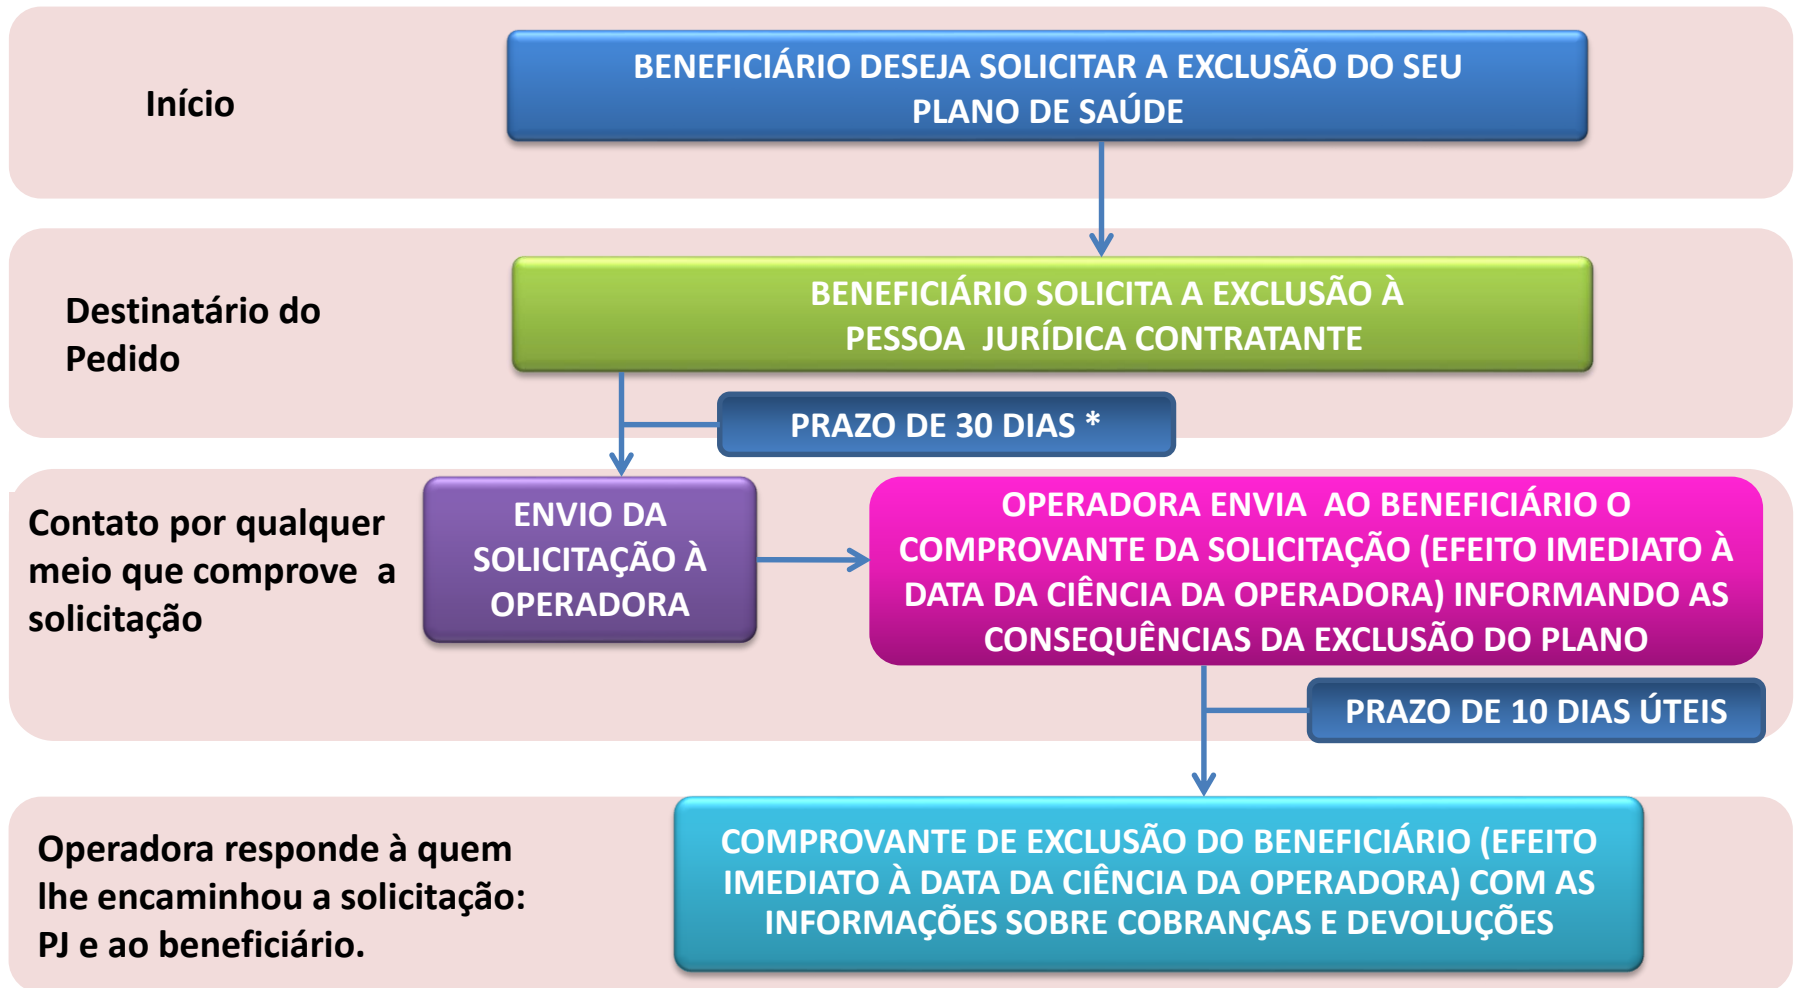 Início
BENEFICIÁRIO DESEJA SOLICITAR A EXCLUSÃO DO SEU
PLANO DE SAÚDE
Destinatário do
Pedido
BENEFICIÁRIO SOLICITA A EXCLUSÃO À
PESSOA JURÍDICA CONTRATANTE
PRAZO DE 30 DIAS *
Contato por qualquer
meio que comprove a
solicitação
ENVIO DA
SOLICITAÇÃO À
OPERADORA
OPERADORA ENVIA AO BENEFICIÁRIO O
COMPROVANTE DA SOLICITAÇÃO (EFEITO IMEDIATO À
DATA DA CIÊNCIA DA OPERADORA) INFORMANDO AS
CONSEQUÊNCIAS DA EXCLUSÃO DO PLANO
PRAZO DE 10 DIAS ÚTEIS
Operadora responde à quem
lhe encaminhou a solicitação:
PJ e ao beneficiário.
COMPROVANTE DE EXCLUSÃO DO BENEFICIÁRIO (EFEITO
IMEDIATO À DATA DA CIÊNCIA DA OPERADORA) COM AS
INFORMAÇÕES SOBRE COBRANÇAS E DEVOLUÇÕES